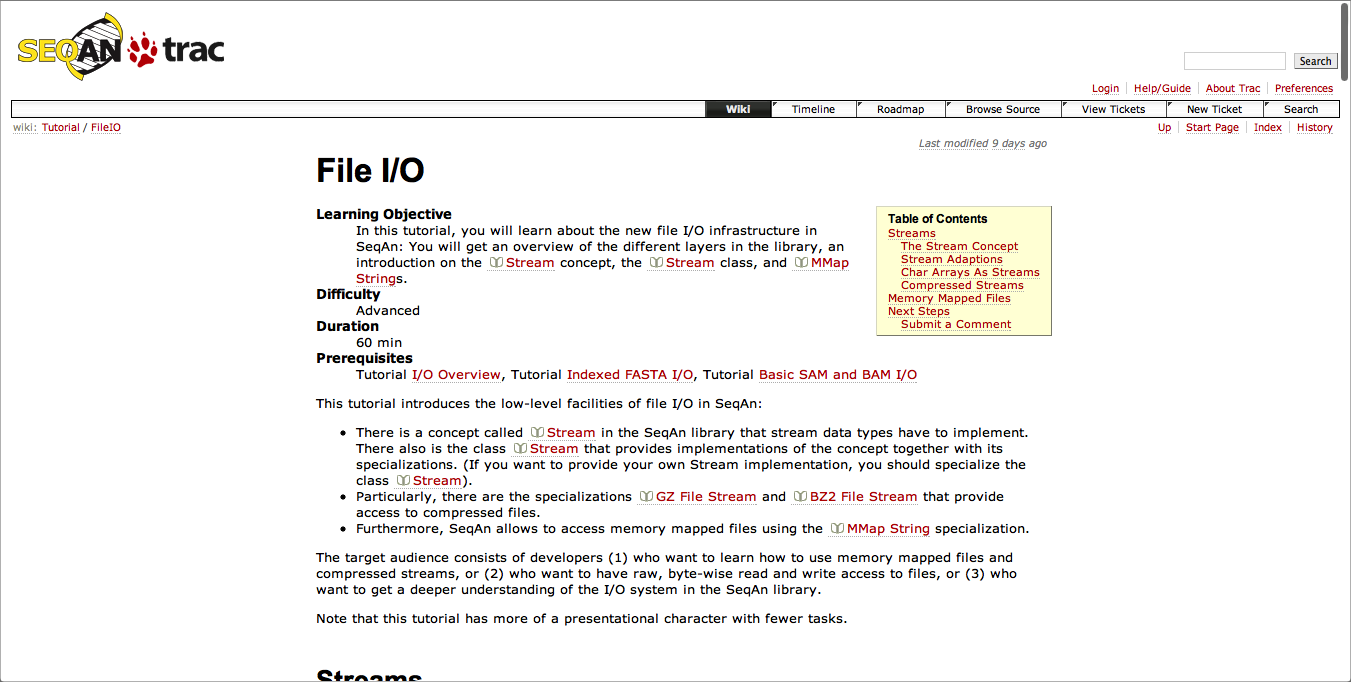 SEQAN trac
Search
Login Help/Guide About Trac Preferences
Wiki Timeline Roadmap Browse Source View Tickets New Ticket Search
wiki: Tutorial / FileIO
Up Start Page Index History
Last modified 9 days ago
File I/O
Learning Objective
In this tutorial, you will learn about the new file I/O infrastructure in
SeqAn: You will get an overview of the different layers in the library, an
introduction on the Stream concept, the Stream class, and MMap
Strings.
Difficulty
Advanced
Duration
60 min
Prerequisites
Tutorial I/O Overview, Tutorial Indexed FASTA I/O, Tutorial Basic SAM and BAM I/O
Table of Contents
Streams
The Stream Concept
Stream Adaptions
Char Arrays As Streams
Compressed Streams
Memory Mapped Files
Next Steps
Submit a Comment
This tutorial introduces the low-level facilities of file I/O in SeqAn:
• There is a concept called Stream in the SeqAn library that stream data types have to implement.
There also is the class Stream that provides implementations of the concept together with its
specializations. (If you want to provide your own Stream implementation, you should specialize the
class Stream).
• Particularly, there are the specializations GZ File Stream and BZ2 File Stream that provide
access to compressed files.
• Furthermore, SeqAn allows to access memory mapped files using the MMap String specialization.
The target audience consists of developers (1) who want to learn how to use memory mapped files and
compressed streams, or (2) who want to have raw, byte-wise read and write access to files, or (3) who
want to get a deeper understanding of the I/O system in the SeqAn library.
Note that this tutorial has more of a presentational character with fewer tasks.
Streams